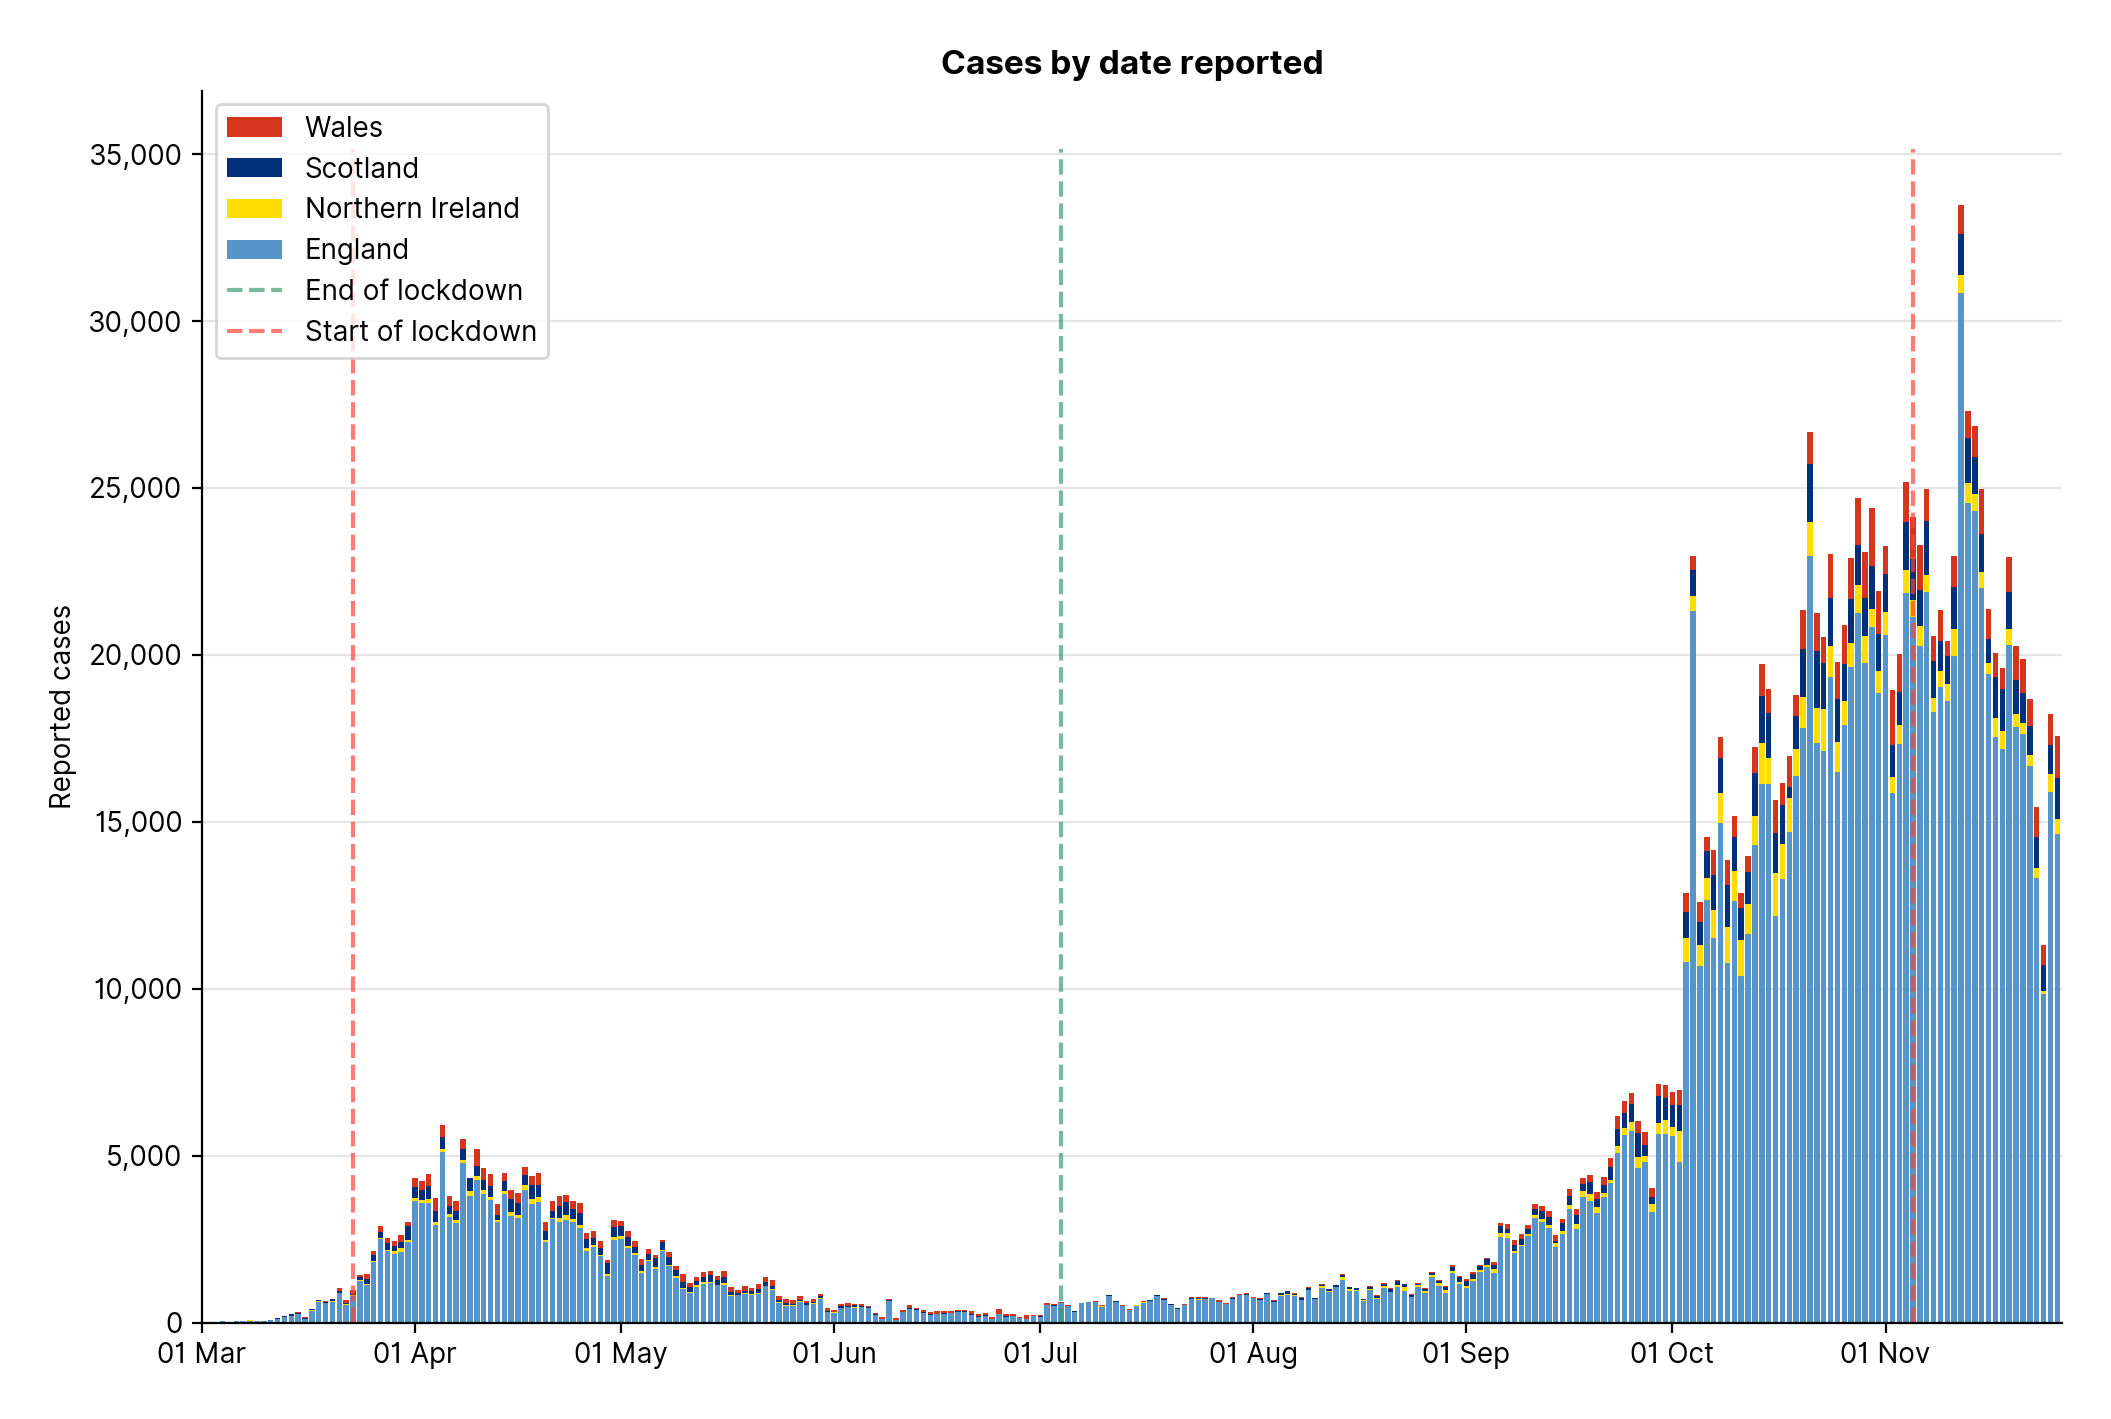 Cases by date reported
Wales
Scotland
Northern Ireland
England
End of lockdown
Start of lockdown
Reported cases
35,000
30,000
25,000
20,000
15,000
10,000
5,000
0
01 Mar
01 Apr
01 May
01 Jun
01 Jul
01 Aug
01 Sep
01 Oct
01 Nov